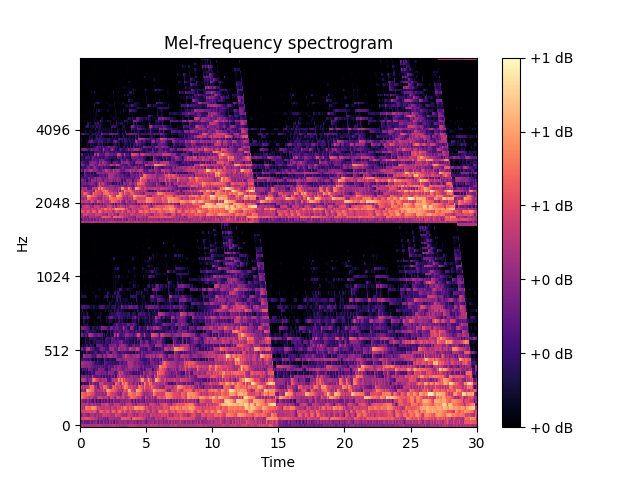 Mel-frequency spectrogram
Hz
4096
2048
1024
512
0
0 5 10 15 20 25 30
Time
+1 dB
+1 dB
+1 dB
+0 dB
+0 dB
+0 dB